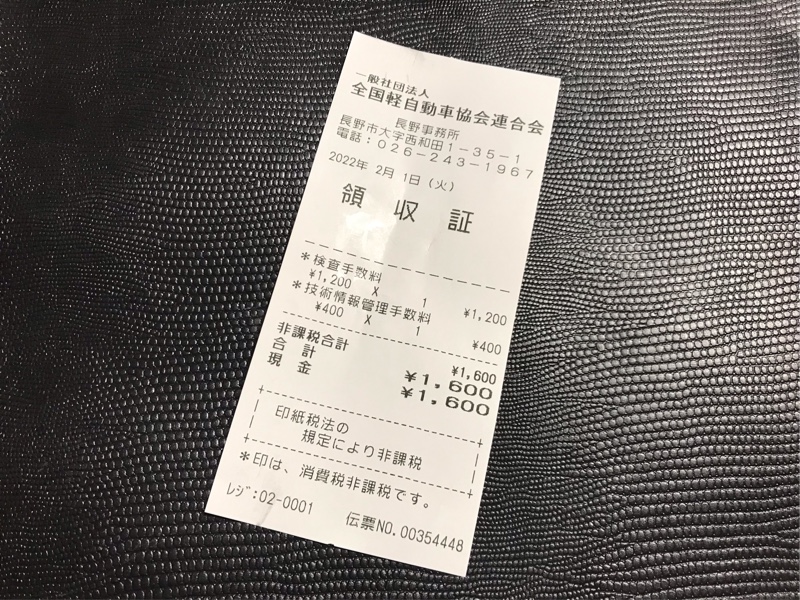 一般社団法人
全国軽自動車協会連合会
長野事務所
長野市大字西和田1-35-1
電話:026-243-1967
2022年 2月 1日(火)
領 収 証
*検査手数料
¥1,200 X 1 ¥1,200
*技術情報管理手数料
¥400 X 1 ¥400
非課税合計 ¥1,600
合 計 ¥1,600
現 金 ¥1,600
印紙税法の
規定により非課税
*印は、消費税非課税です。
レジ:02-0001 伝票NO.00354448